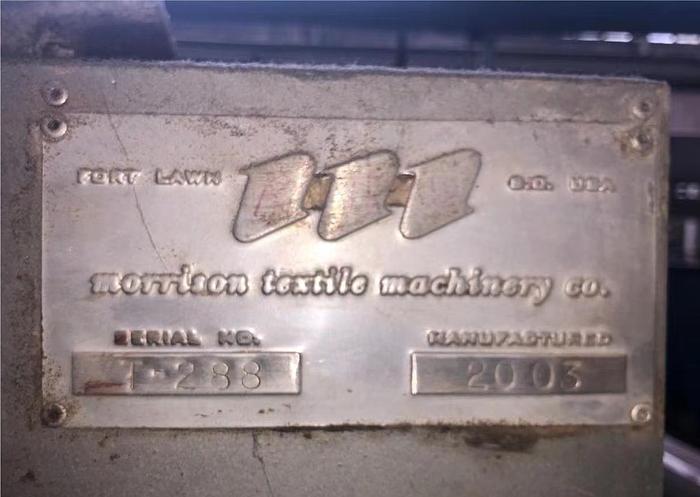 FORT LAWN S.C. USA
morrison textile machinery co.
SERIAL NO. MANUFACTURED
T-288 2003